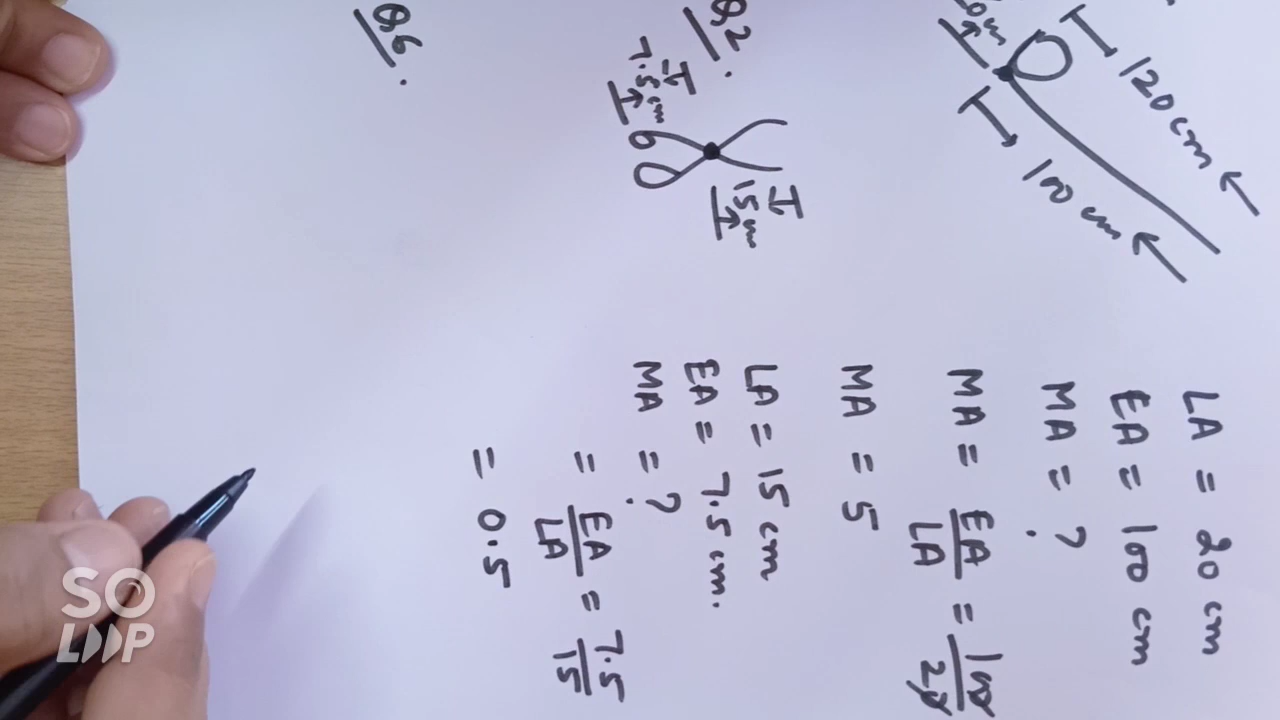 120 cm
100 cm
LA = 20 cm
EA = 100 cm
MA = ?
MA = EA/LA = 100/20
MA = 5
Q2.
7.5 cm
15 cm
LA = 15 cm
EA = 7.5 cm.
MA = ?
= EA/LA = 7.5/15
= 0.5
Q6.
SO
LOOP